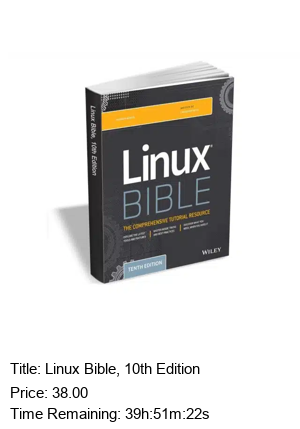 Linux Bible, 10th Edition
Linux®
BIBLE
THE COMPREHENSIVE TUTORIAL RESOURCE
WILEY
TENTH EDITION
Title: Linux Bible, 10th Edition
Price: 38.00
Time Remaining: 39h:51m:22s